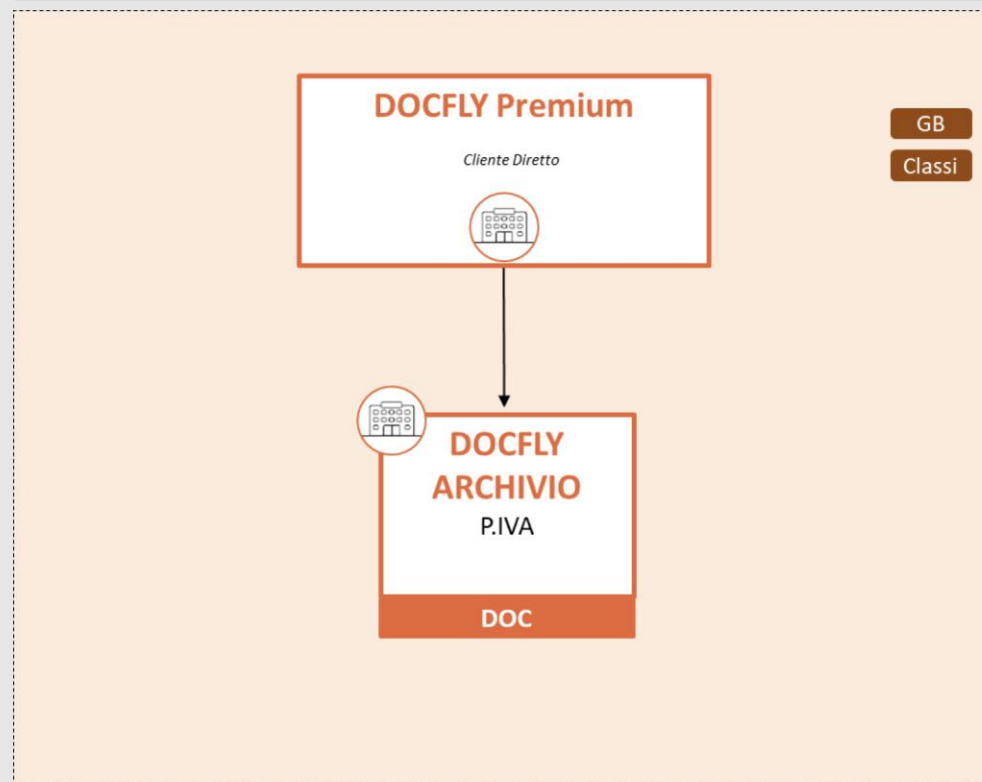 DOCFLY Premium
Cliente Diretto
GB
Classi
DOCFLY
ARCHIVIO
P.IVA
DOC